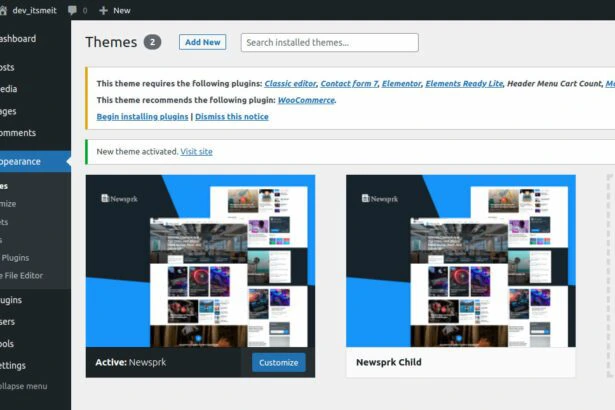 dev_itsmeit 0 New
ashboard
Themes 2 Add New Search installed themes...
osts
edia
ages
omments
ppearance
es
mize
ets
s
Plugins
e File Editor
ugins
sers
ools
ettings
ollapse menu
This theme requires the following plugins: Classic editor, Contact form 7, Elementor, Elements Ready Lite, Header Menu Cart Count, M
This theme recommends the following plugin: WooCommerce.
Begin installing plugins | Dismiss this notice
New theme activated. Visit site
Newsprk
Newsprk
Active: Newsprk Customize
Newsprk Child